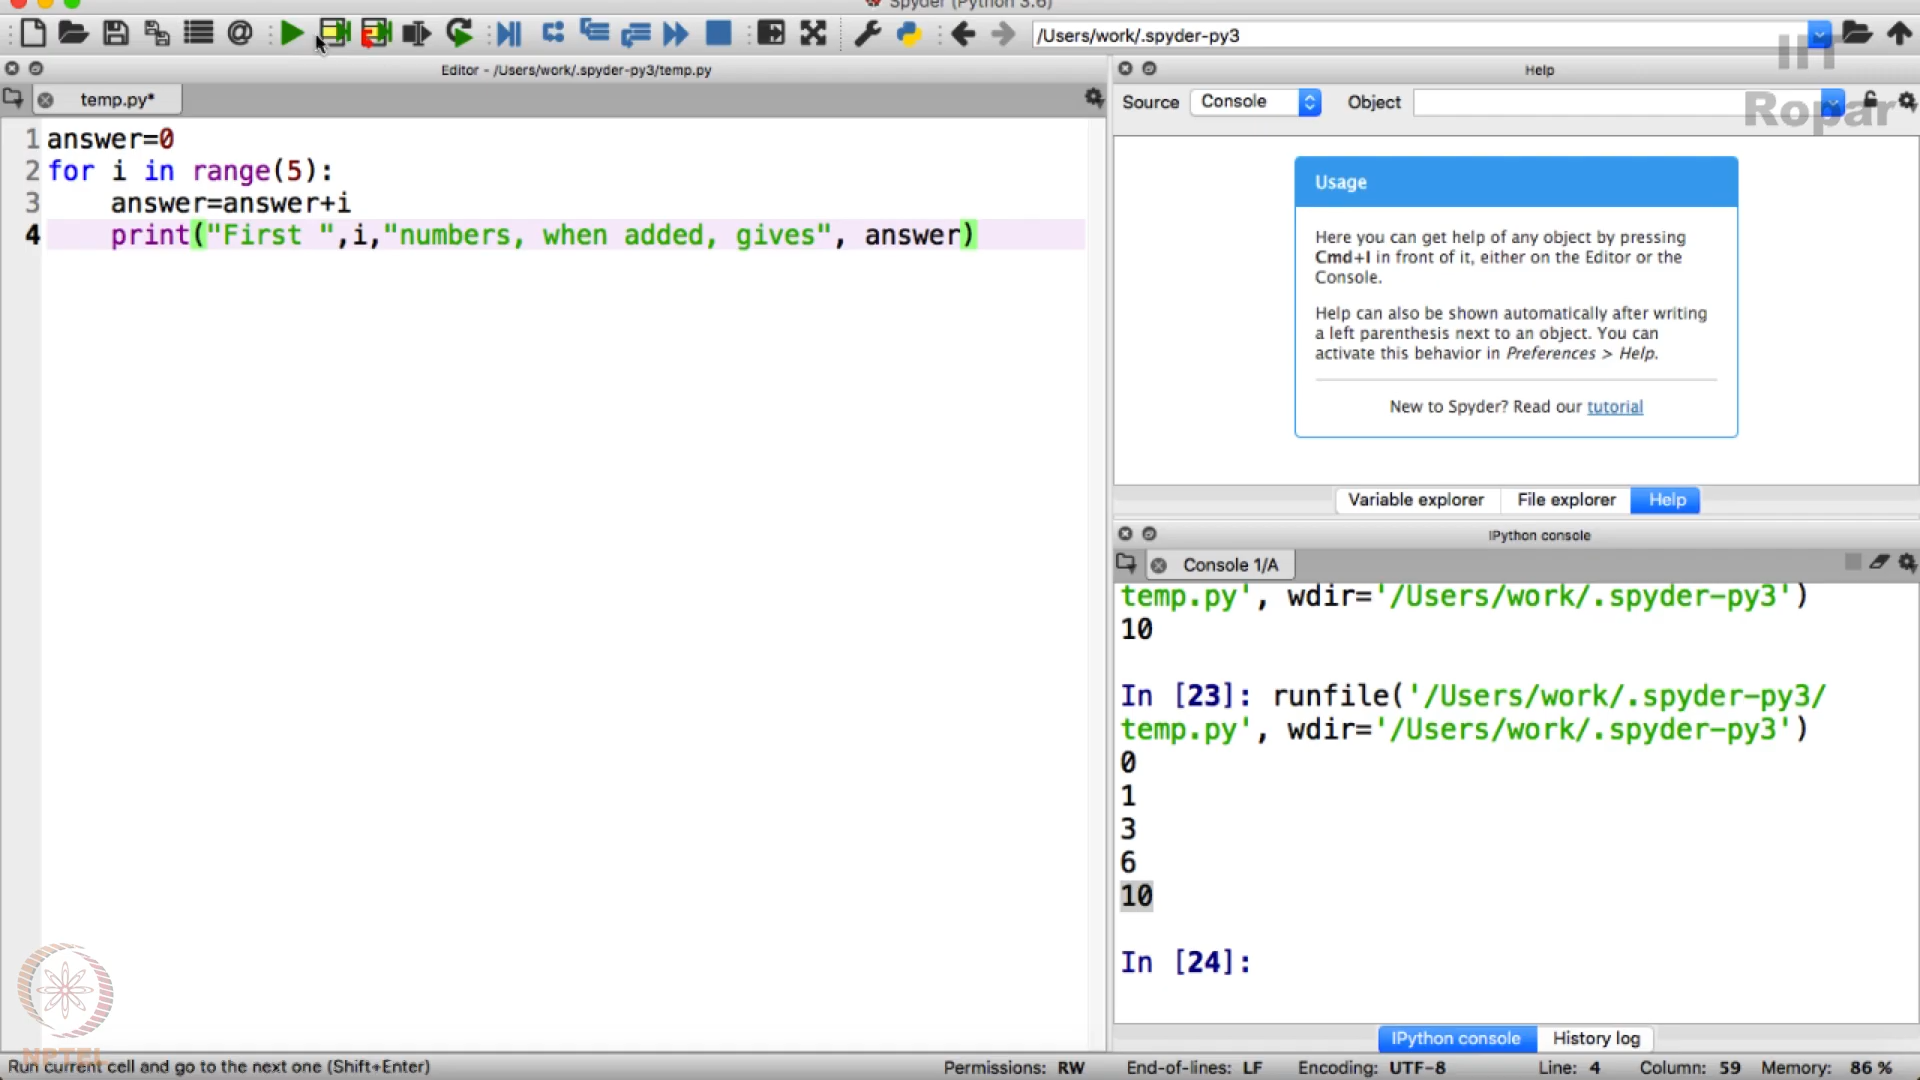 Spyder (Python 3.6)
/Users/work/.spyder-py3
IIT
Ropar
Editor - /Users/work/.spyder-py3/temp.py
temp.py*
1 answer=0
2 for i in range(5):
3 answer=answer+i
4 print("First ",i,"numbers, when added, gives", answer)
Help
Source Console Object
Usage
Here you can get help of any object by pressing
Cmd+I in front of it, either on the Editor or the
Console.
Help can also be shown automatically after writing
a left parenthesis next to an object. You can
activate this behavior in Preferences > Help.
New to Spyder? Read our tutorial
Variable explorer File explorer Help
IPython console
Console 1/A
temp.py', wdir='/Users/work/.spyder-py3')
10
In [23]: runfile('/Users/work/.spyder-py3/
temp.py', wdir='/Users/work/.spyder-py3')
0
1
3
6
10
In [24]:
IPython console History log
NPTEL
Run current cell and go to the next one (Shift+Enter) Permissions: RW End-of-lines: LF Encoding: UTF-8 Line: 4 Column: 59 Memory: 86 %